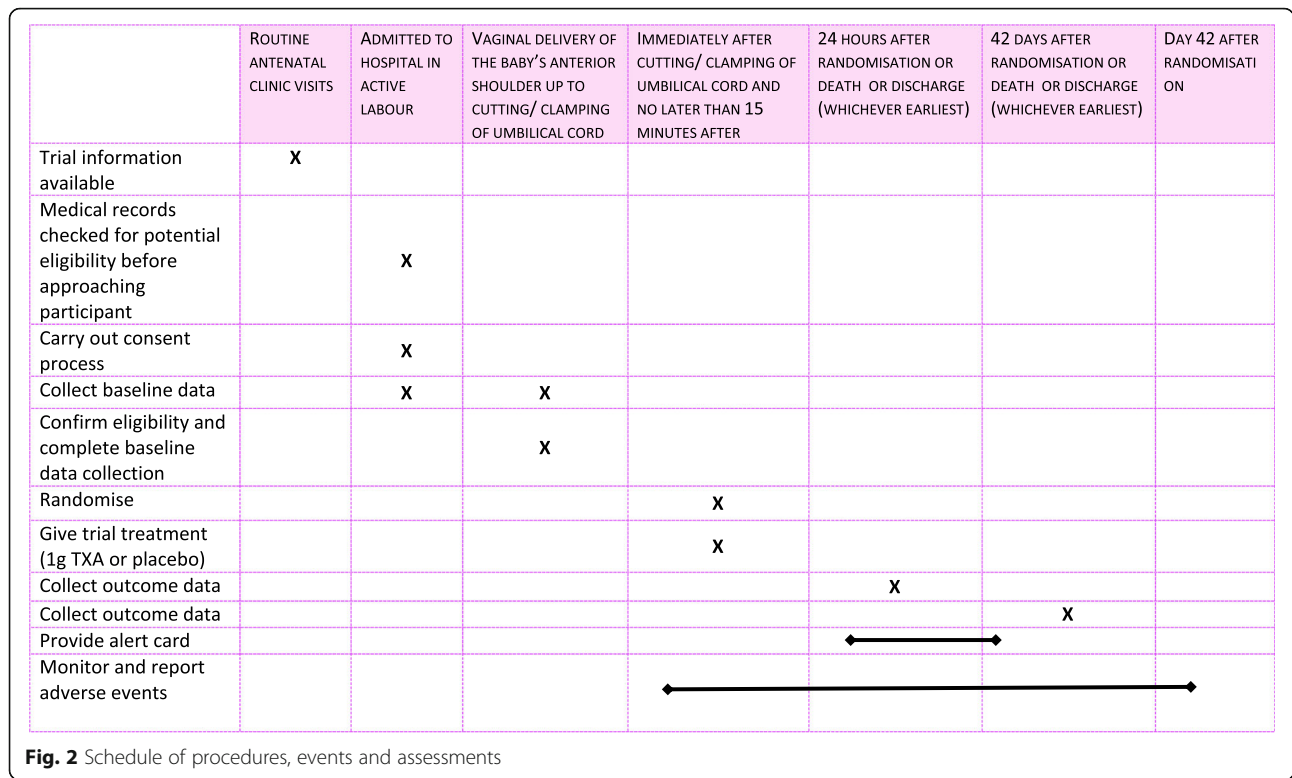 ROUTINE
ANTENATAL
CLINIC VISITS
ADMITTED TO
HOSPITAL IN
ACTIVE
LABOUR
VAGINAL DELIVERY OF
THE BABY'S ANTERIOR
SHOULDER UP TO
CUTTING/ CLAMPING
OF UMBILICAL CORD
IMMEDIATELY AFTER
CUTTING/ CLAMPING OF
UMBILICAL CORD AND
NO LATER THAN 15
MINUTES AFTER
24 HOURS AFTER
RANDOMISATION OR
DEATH OR DISCHARGE
(WHICHEVER EARLIEST)
42 DAYS AFTER
RANDOMISATION OR
DEATH OR DISCHARGE
(WHICHEVER EARLIEST)
DAY 42 AFTER
RANDOMISATI
ON
Trial information
available
X
Medical records
checked for potential
eligibility before
approaching
participant
X
Carry out consent
process
X
Collect baseline data X X
Confirm eligibility and
complete baseline
data collection
X
Randomise X
Give trial treatment
(1g TXA or placebo)
X
Collect outcome data X
Collect outcome data X
Provide alert card
Monitor and report
adverse events
Fig. 2 Schedule of procedures, events and assessments